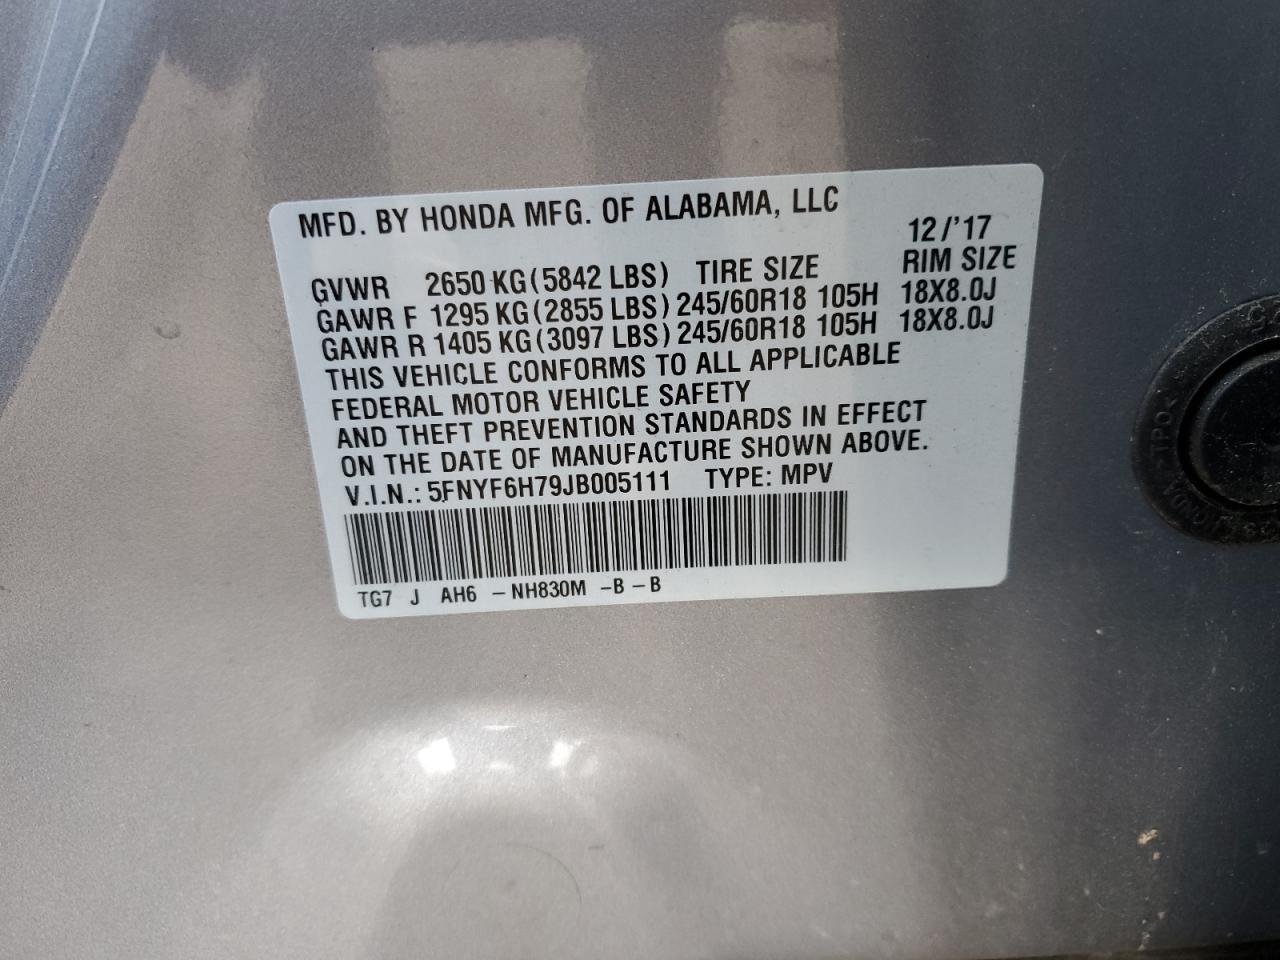 MFD. BY HONDA MFG. OF ALABAMA, LLC
12/'17
GVWR 2650 KG (5842 LBS) TIRE SIZE RIM SIZE
GAWR F 1295 KG (2855 LBS) 245/60R18 105H 18X8.0J
GAWR R 1405 KG (3097 LBS) 245/60R18 105H 18X8.0J
THIS VEHICLE CONFORMS TO ALL APPLICABLE
FEDERAL MOTOR VEHICLE SAFETY
AND THEFT PREVENTION STANDARDS IN EFFECT
ON THE DATE OF MANUFACTURE SHOWN ABOVE.
V.I.N.: 5FNYF6H79JB005111 TYPE: MPV
TG7 J AH6 – NH830M –B – B